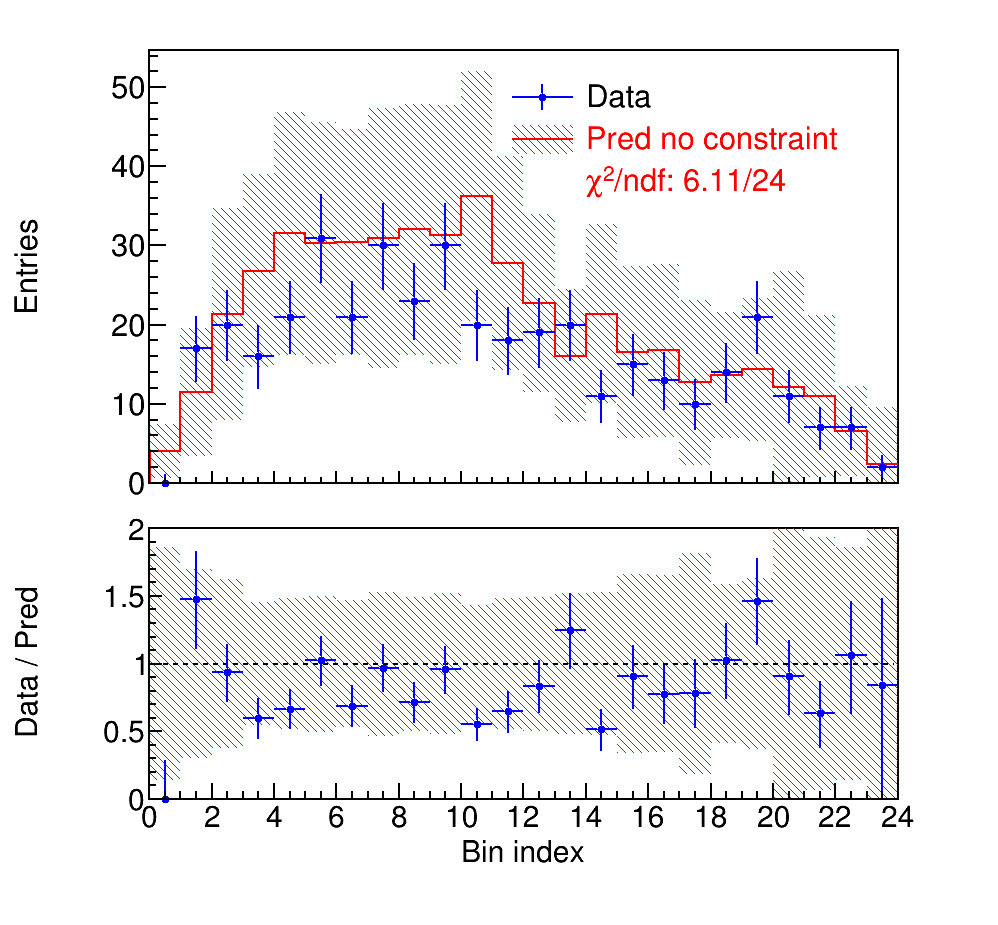 50
40
30
20
10
0
Entries
Data
Pred no constraint
χ²/ndf: 6.11/24
2
1.5
1
0.5
0
Data / Pred
0 2 4 6 8 10 12 14 16 18 20 22 24
Bin index